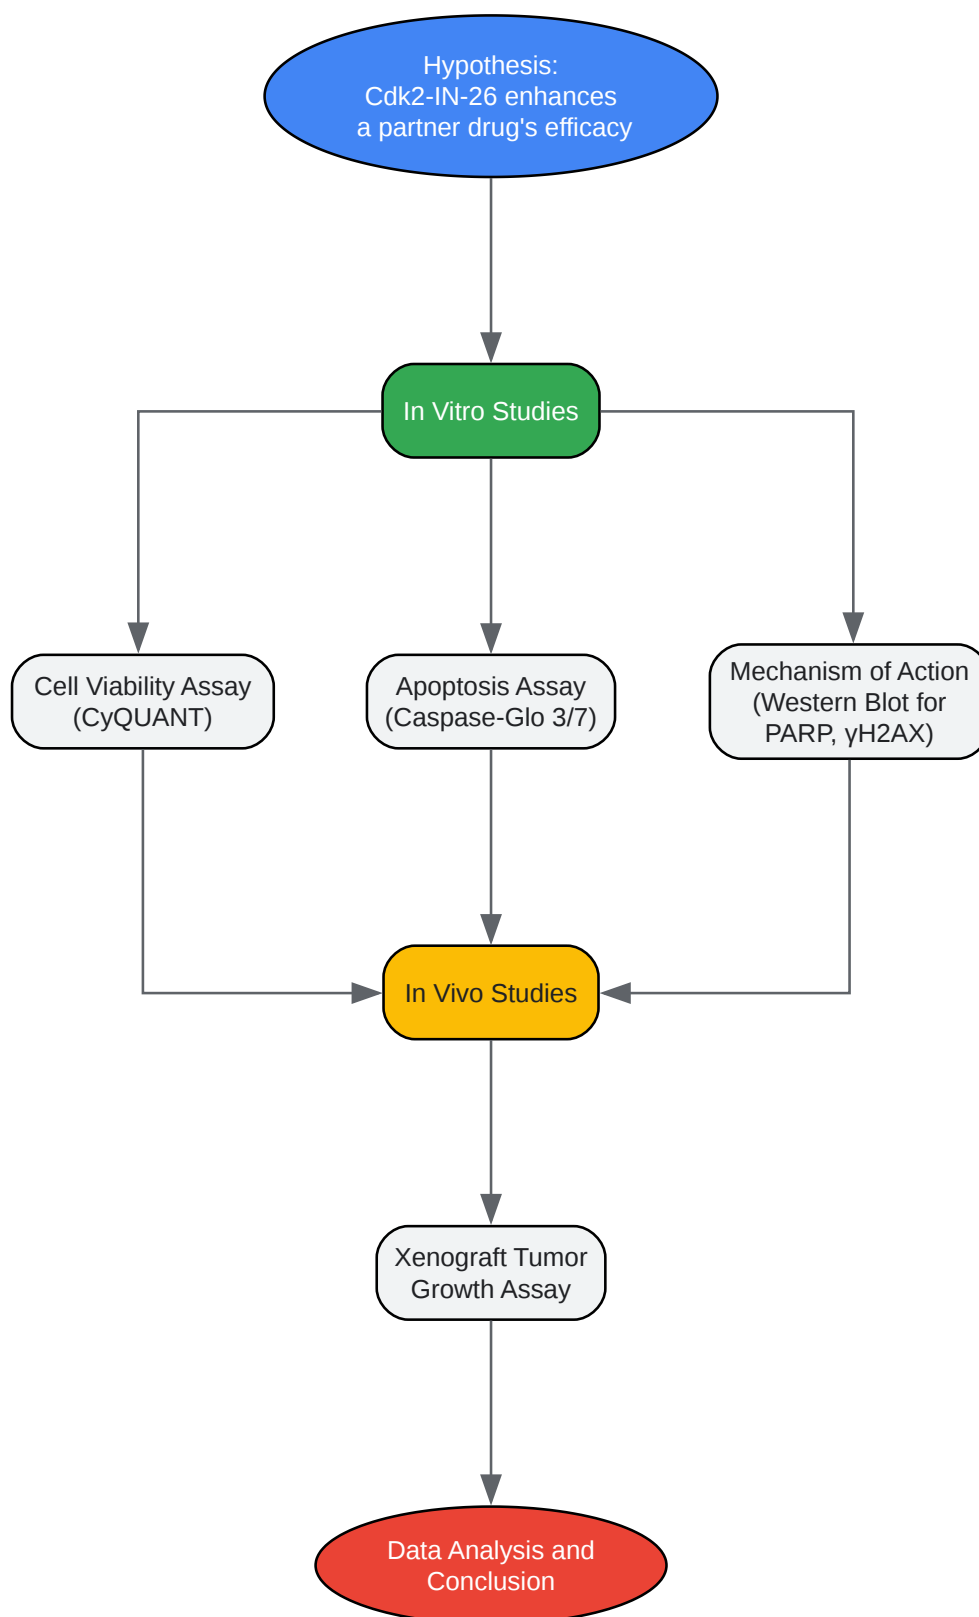 Hypothesis:
Cdk2-IN-26 enhances
a partner drug's efficacy
In Vitro Studies
Cell Viability Assay
(CyQUANT)
Apoptosis Assay
(Caspase-Glo 3/7)
Mechanism of Action
(Western Blot for
PARP, γH2AX)
In Vivo Studies
Xenograft Tumor
Growth Assay
Data Analysis and
Conclusion